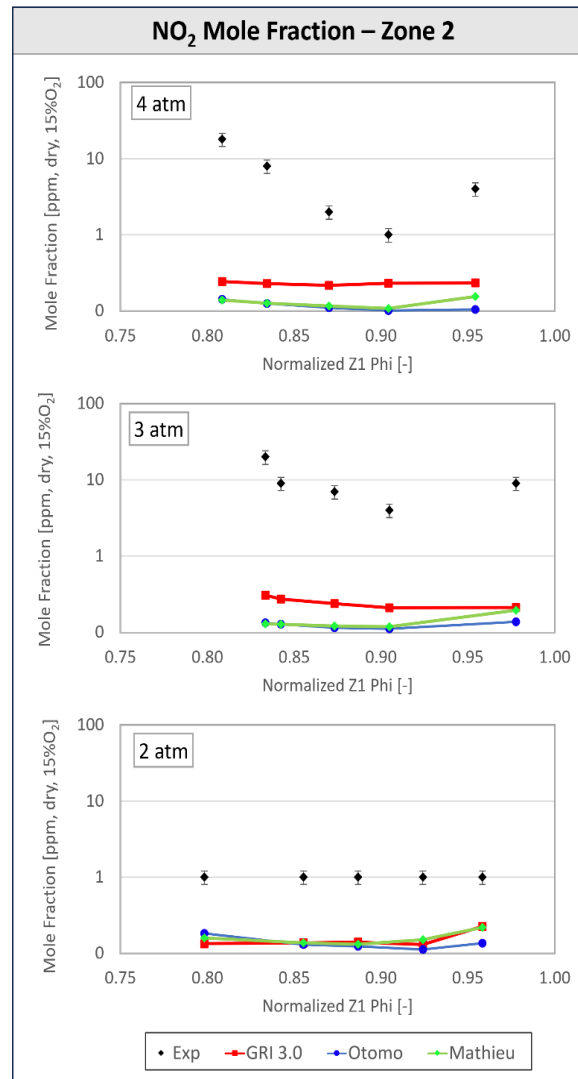 NO₂ Mole Fraction – Zone 2
Mole Fraction [ppm, dry, 15%O₂]
100
10
1
0
4 atm
0.75 0.80 0.85 0.90 0.95 1.00
Normalized Z1 Phi [-]
Mole Fraction [ppm, dry, 15%O₂]
100
10
1
0
3 atm
0.75 0.80 0.85 0.90 0.95 1.00
Normalized Z1 Phi [-]
Mole Fraction [ppm, dry, 15%O₂]
100
10
1
0
2 atm
0.75 0.80 0.85 0.90 0.95 1.00
Normalized Z1 Phi [-]
Exp GRI 3.0 Otomo Mathieu